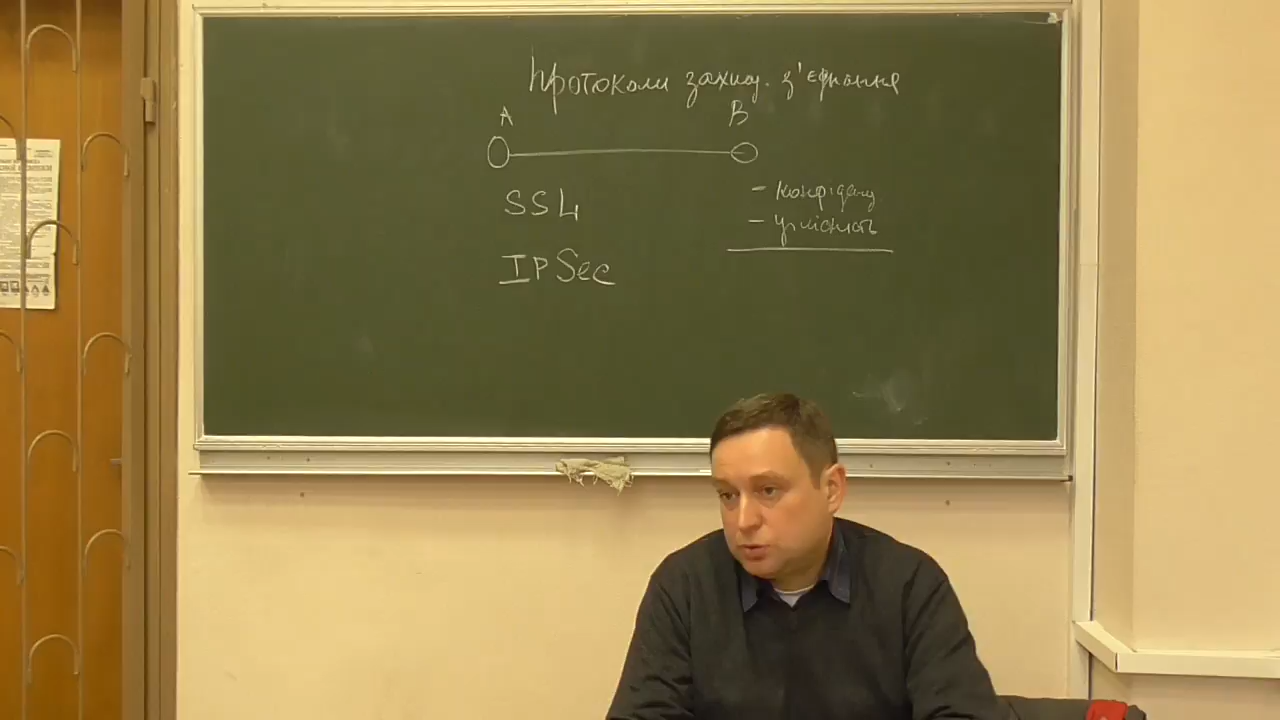 Протоколи захищ. з'єднання
A B
SSL
- конфіденц
- цілісність
IPSec